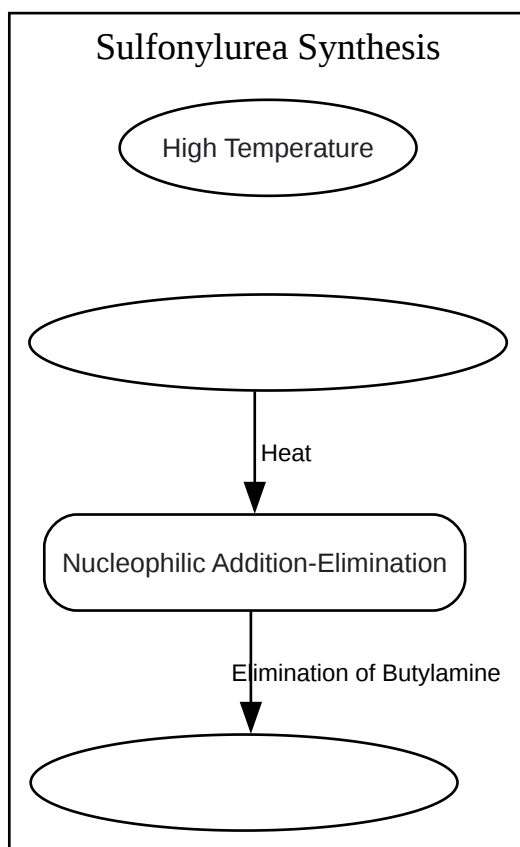 Sulfonylurea Synthesis
High Temperature
Heat
Nucleophilic Addition-Elimination
Elimination of Butylamine